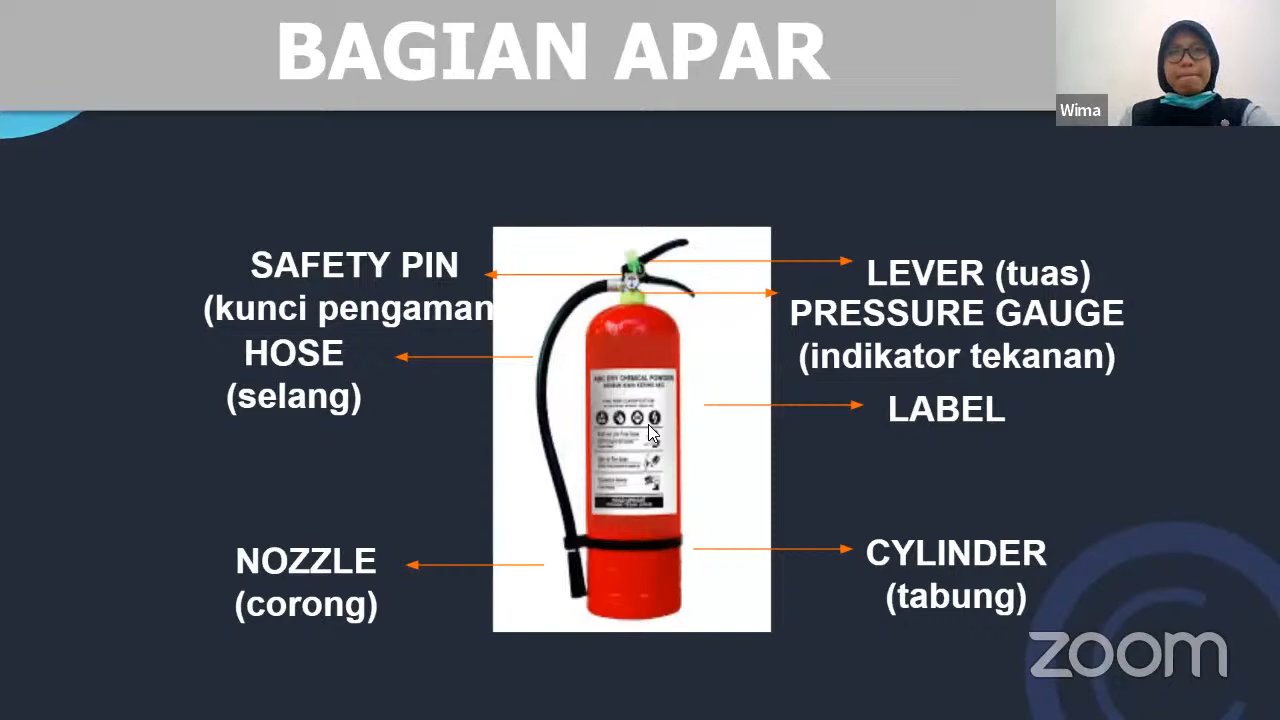 BAGIAN APAR
Wima
SAFETY PIN
(kunci pengaman
HOSE
(selang)
NOZZLE
(corong)
LEVER (tuas)
PRESSURE GAUGE
(indikator tekanan)
LABEL
CYLINDER
(tabung)
ABC DRY CHEMICAL POWDER
zoom